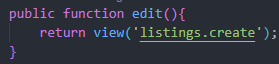 public function edit(){
    return view('listings.create');
}